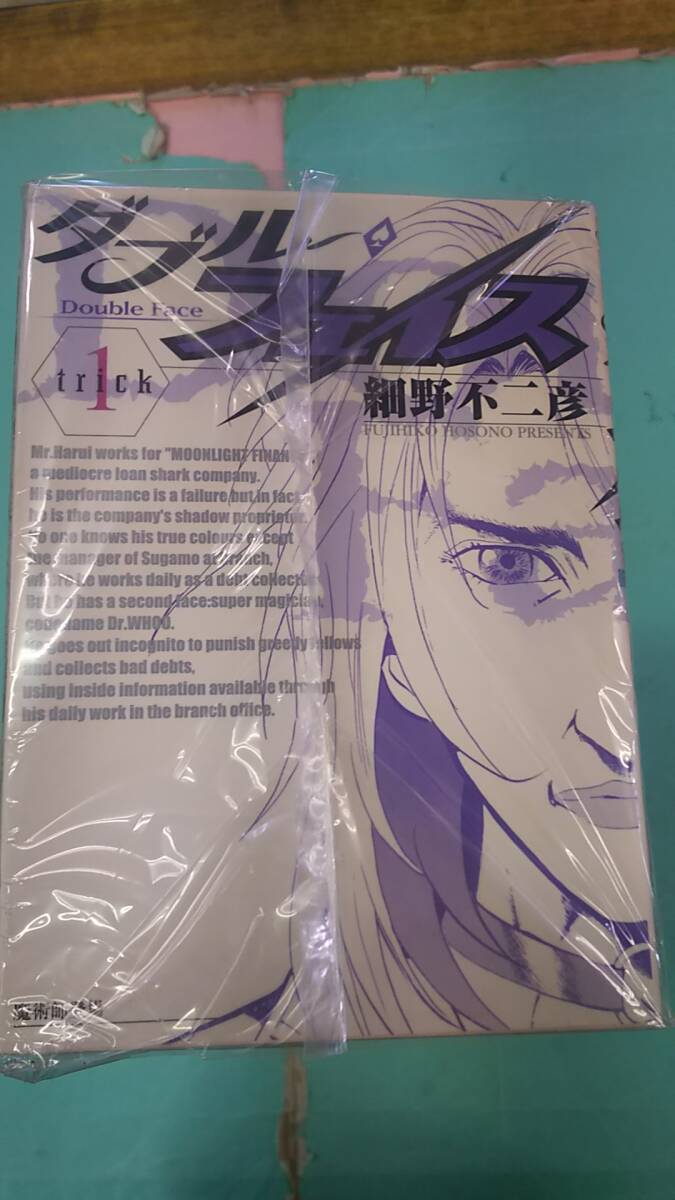 ダブル・フェイス
Double Face
1
trick
細野不二彦
FUJIHIKO HOSONO PRESENTS
Mr.Harui works for "MOONLIGHT FINAN
a mediocre loan shark company.
His performance is a failure,but in fact
he is the company's shadow proprietor.
no one knows his true colours except
the manager of Sugamo at branch,
where he works daily as a debt collector
But he has a second face:super magician,
codename Dr.WHOO.
He goes out incognito to punish greedy fellows
and collects bad debts,
using inside information available through
his daily work in the branch office.
魔術師登場